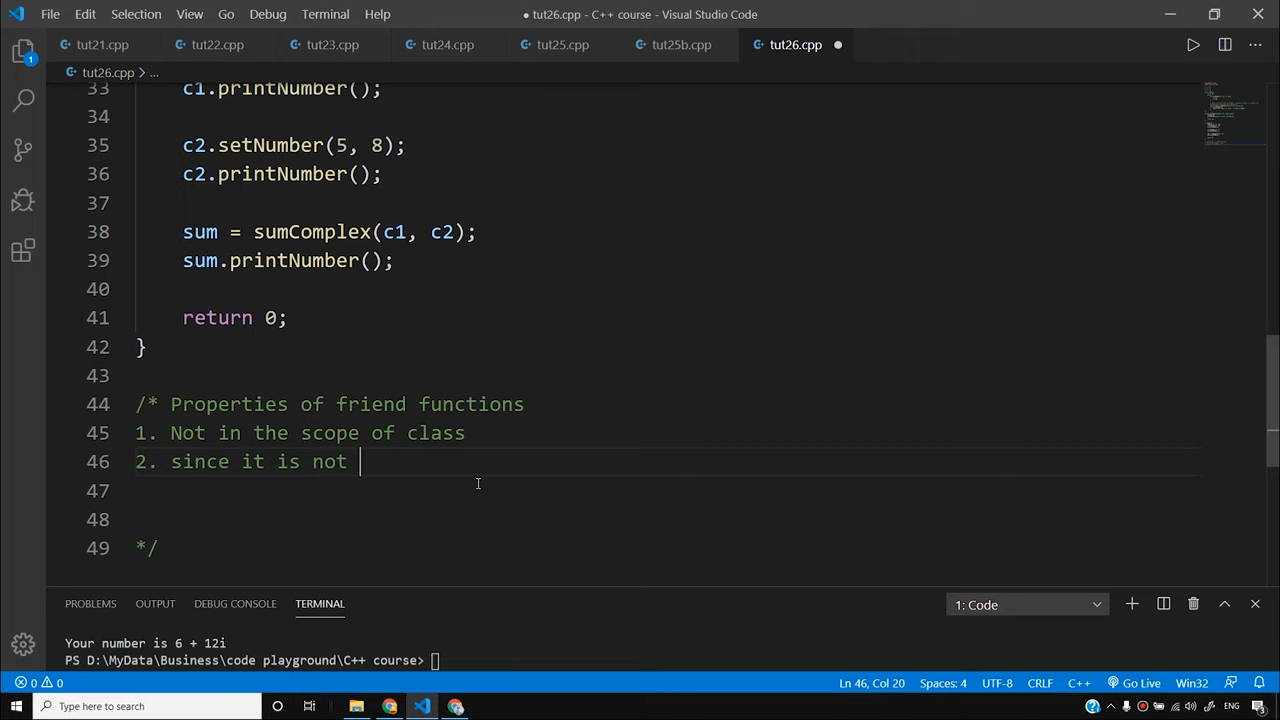 File Edit Selection View Go Debug Terminal Help
● tut26.cpp - C++ course - Visual Studio Code
tut21.cpp tut22.cpp tut23.cpp tut24.cpp tut25.cpp tut25b.cpp tut26.cpp ●
tut26.cpp > ...
33 c1.printNumber();
34
35 c2.setNumber(5, 8);
36 c2.printNumber();
37
38 sum = sumComplex(c1, c2);
39 sum.printNumber();
40
41 return 0;
42 }
43
44 /* Properties of friend functions
45 1. Not in the scope of class
46 2. since it is not
47
48
49 */
PROBLEMS OUTPUT DEBUG CONSOLE TERMINAL 1: Code
Your number is 6 + 12i
PS D:\MyData\Business\code playground\C++ course>
0 0 Ln 46, Col 20 Spaces: 4 UTF-8 CRLF C++ Go Live Win32
Type here to search ENG